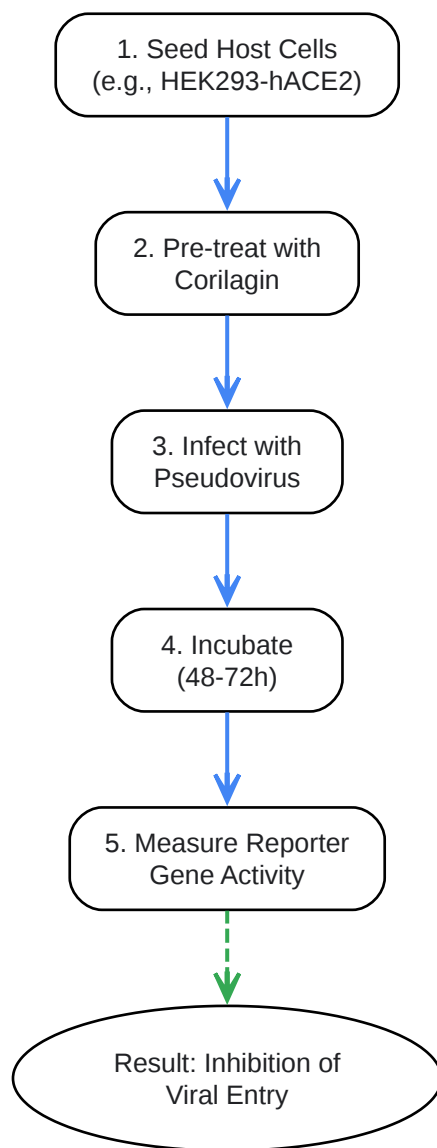 1. Seed Host Cells
(e.g., HEK293-hACE2)
2. Pre-treat with
Corilagin
3. Infect with
Pseudovirus
4. Incubate
(48-72h)
5. Measure Reporter
Gene Activity
Result: Inhibition of
Viral Entry